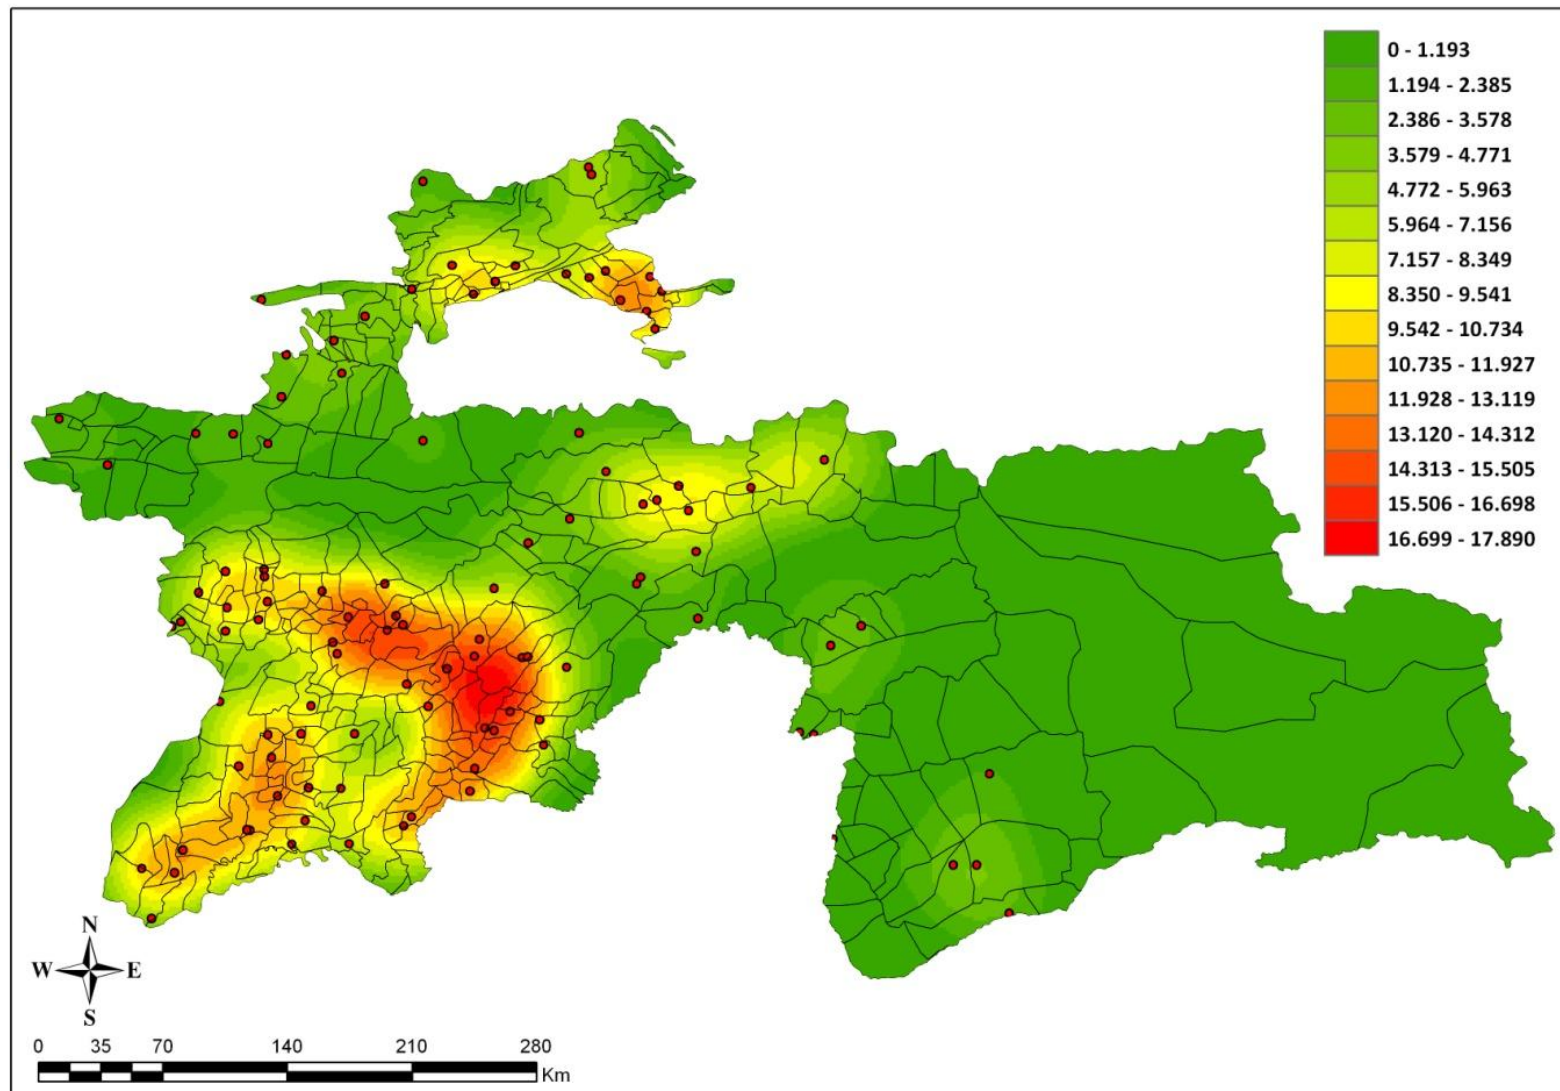 0 - 1.193
1.194 - 2.385
2.386 - 3.578
3.579 - 4.771
4.772 - 5.963
5.964 - 7.156
7.157 - 8.349
8.350 - 9.541
9.542 - 10.734
10.735 - 11.927
11.928 - 13.119
13.120 - 14.312
14.313 - 15.505
15.506 - 16.698
16.699 - 17.890
N
W E
S
0 35 70 140 210 280
Km